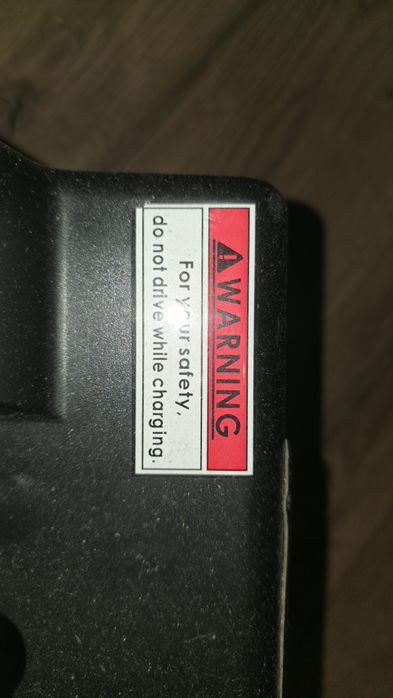 WARNING
For your safety,
do not drive while charging.